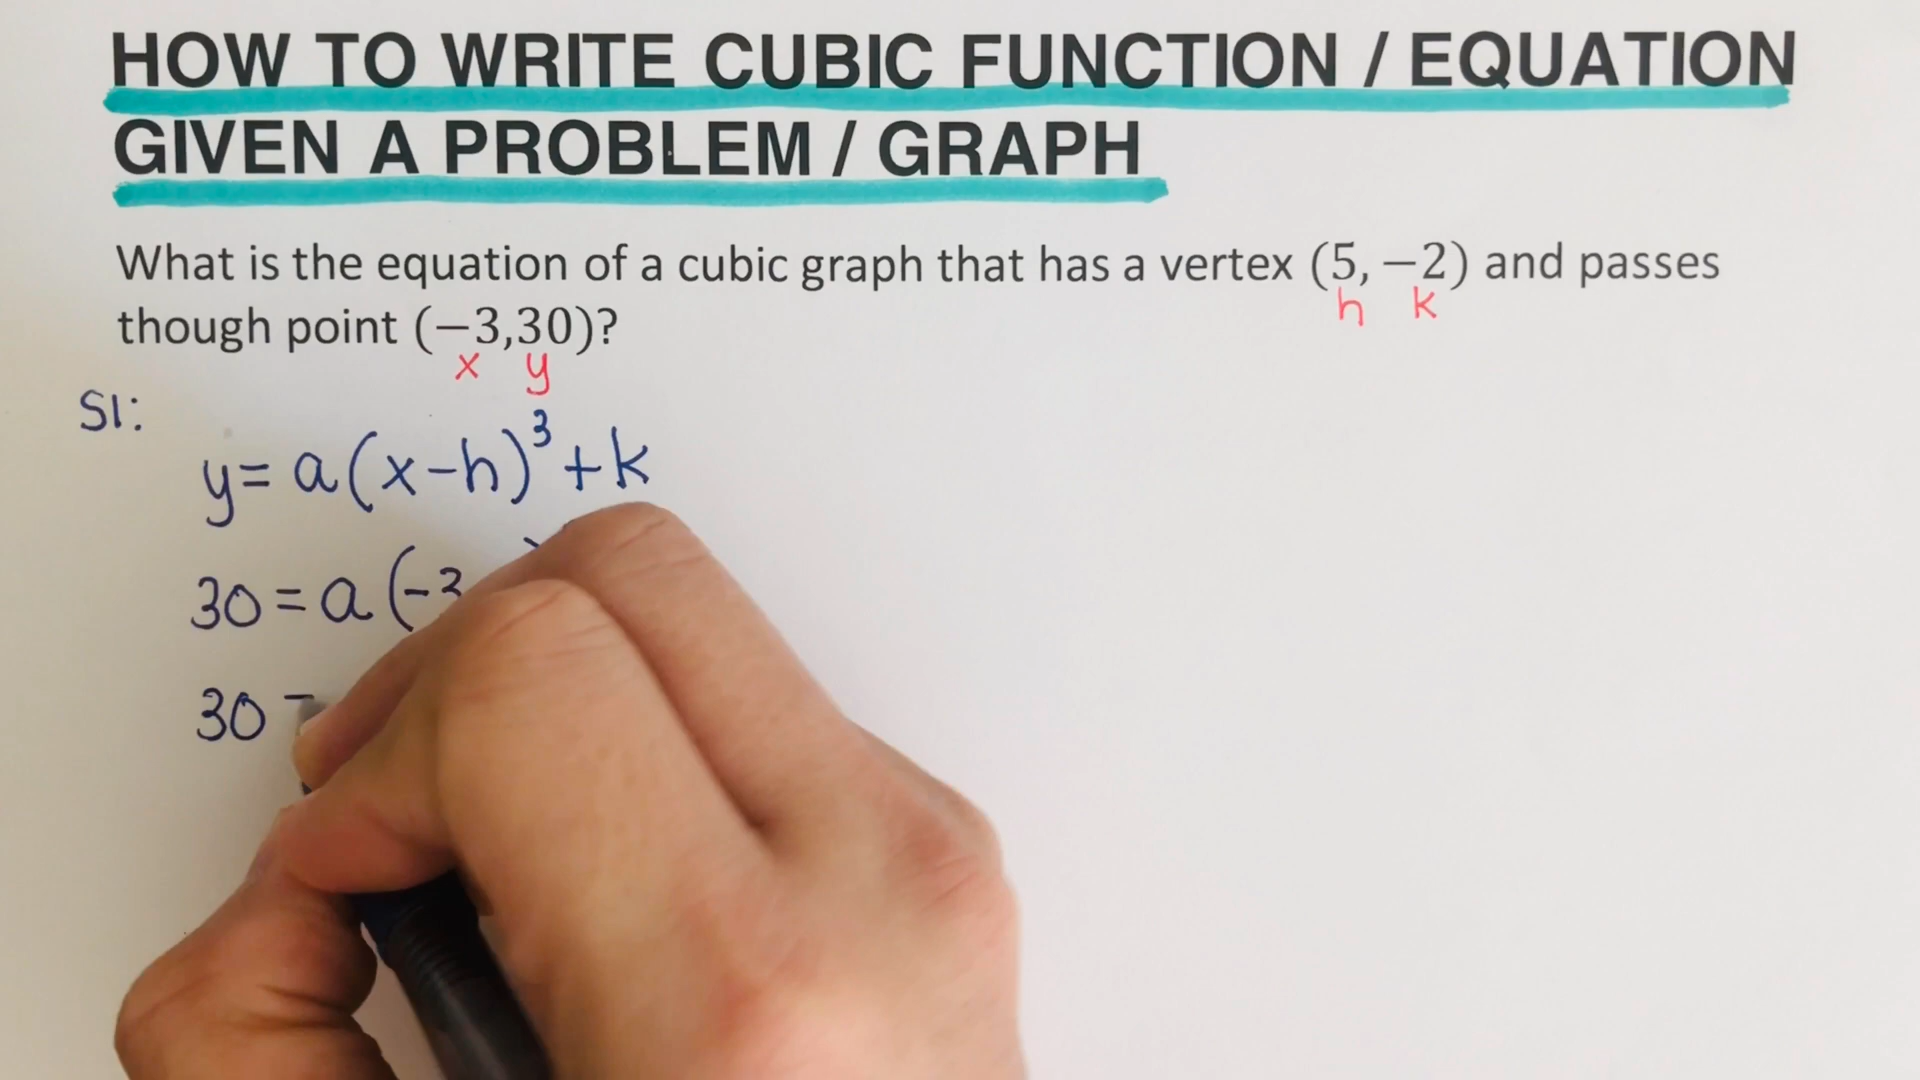 HOW TO WRITE CUBIC FUNCTION / EQUATION
GIVEN A PROBLEM / GRAPH
What is the equation of a cubic graph that has a vertex (5, −2) and passes
h k
though point (−3,30)?
x y
S1:
y= a(x-h)³+k
30 = a (-3
30